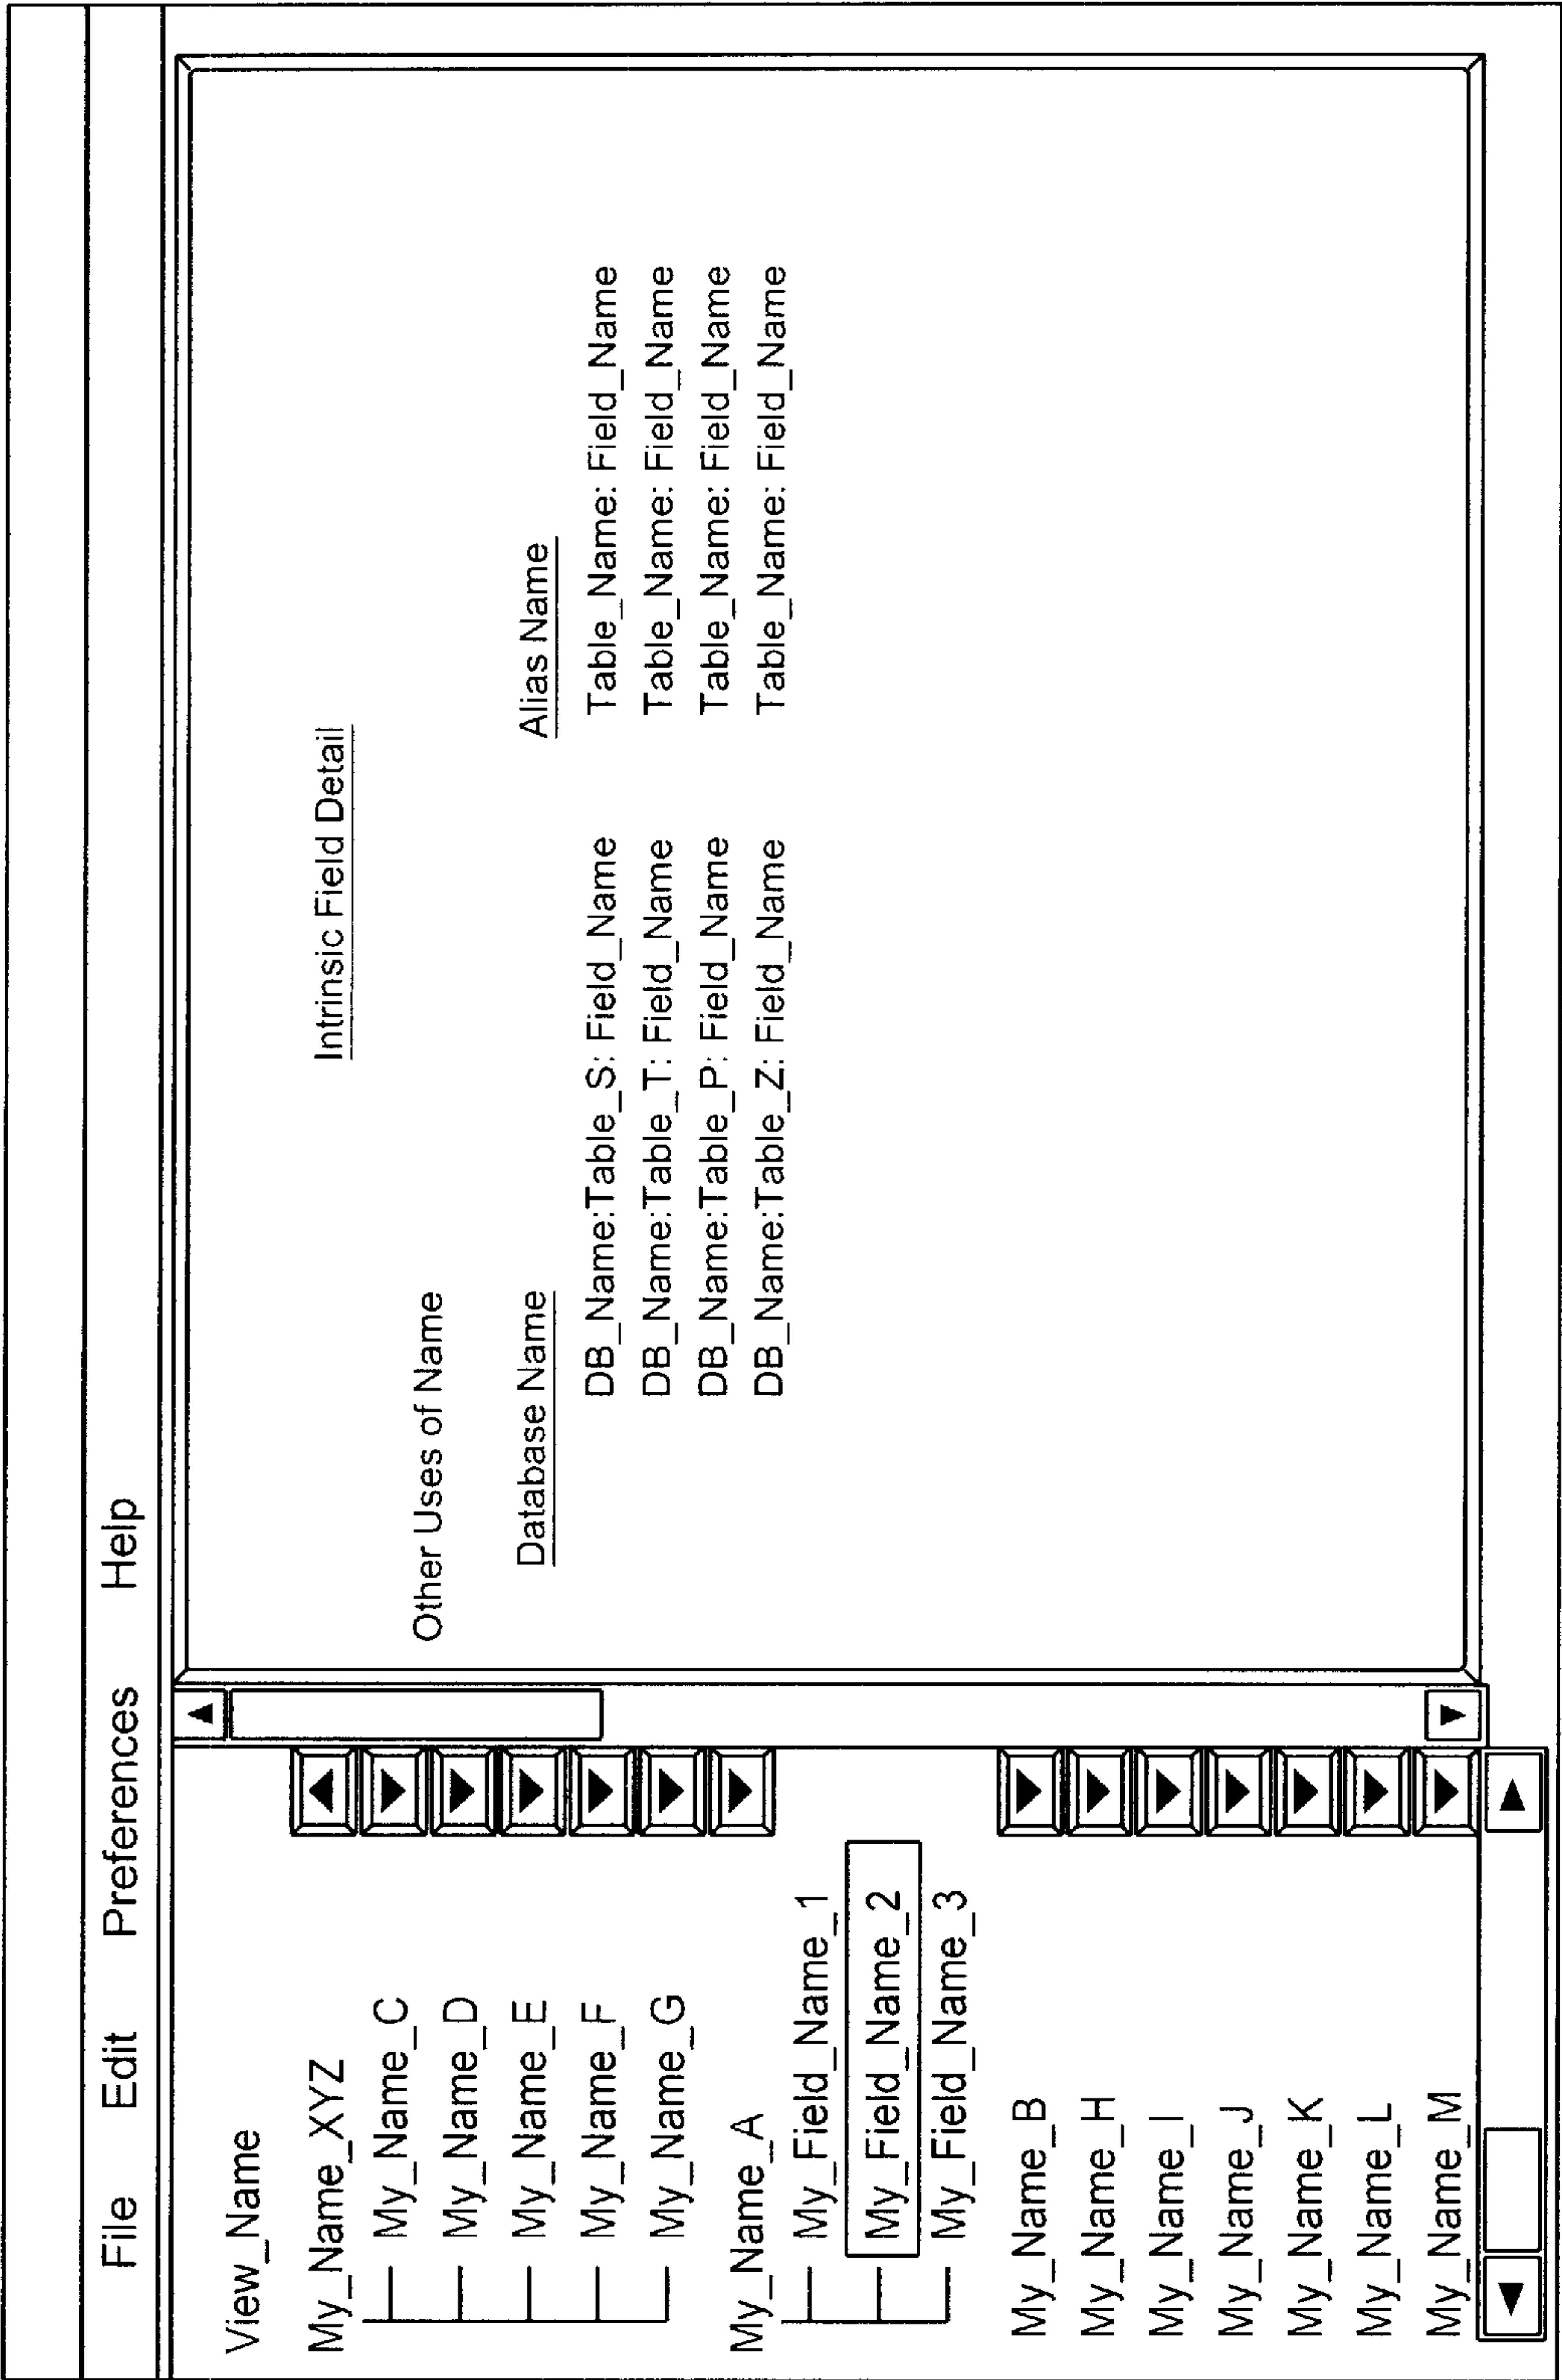 File Edit Preferences Help
View_Name
My_Name_XYZ
My_Name_C
My_Name_D
My_Name_E
My_Name_F
My_Name_G
My_Name_A
My_Field_Name_1
My_Field_Name_2
My_Field_Name_3
My_Name_B
My_Name_H
My_Name_I
My_Name_J
My_Name_K
My_Name_L
My_Name_M
Intrinsic Field Detail
Other Uses of Name
Database Name Alias Name
DB_Name:Table_S: Field_Name Table_Name: Field_Name
DB_Name:Table_T: Field_Name Table_Name: Field_Name
DB_Name:Table_P: Field_Name Table_Name: Field_Name
DB_Name:Table_Z: Field_Name Table_Name: Field_Name